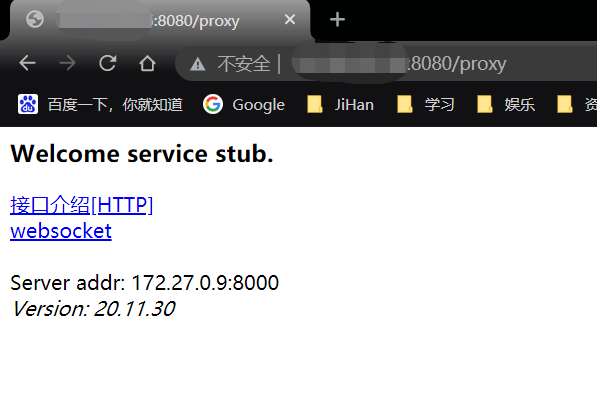 :8080/proxy
不安全 | :8080/proxy
百度一下，你就知道 Google JiHan 学习 娱乐 资
Welcome service stub.
接口介绍[HTTP]
websocket
Server addr: 172.27.0.9:8000
Version: 20.11.30